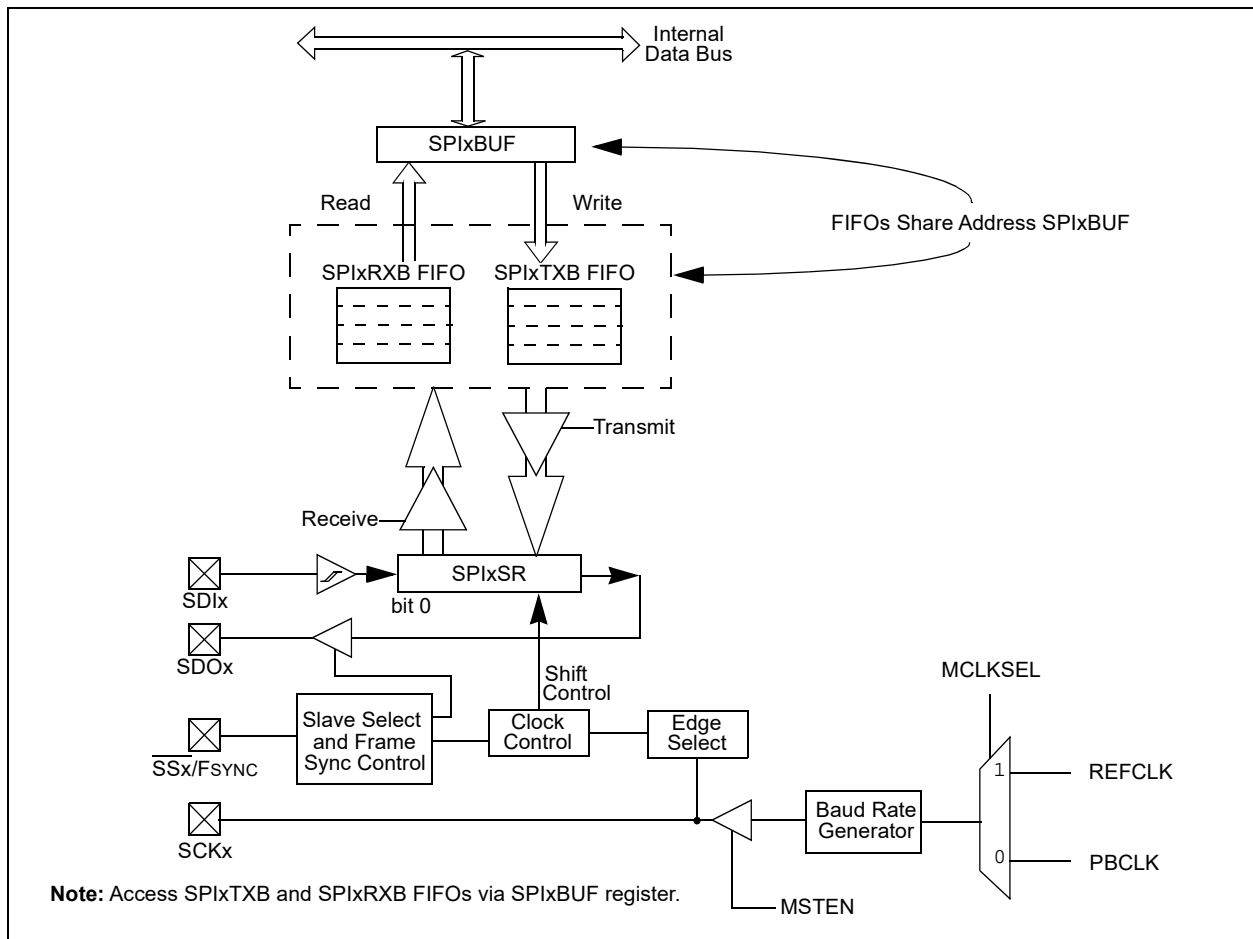 Internal
Data Bus
SPIxBUF
Read
Write
FIFOs Share Address SPIxBUF
SPIxRXB FIFO
SPIxTXB FIFO
Transmit
Receive
SPIxSR
SDIx
bit 0
SDOx
Shift
Control
MCLKSEL
Slave Select
and Frame
Sync Control
Clock
Control
Edge
Select
SSx/FSYNC
1
REFCLK
Baud Rate
Generator
SCKx
0
PBCLK
Note: Access SPIxTXB and SPIxRXB FIFOs via SPIxBUF register.
MSTEN